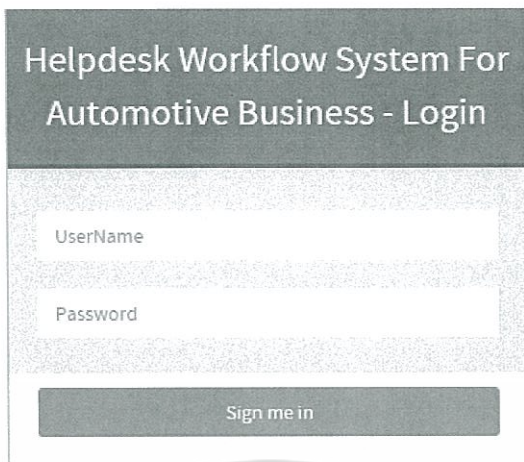 Helpdesk Workflow System For
Automotive Business - Login
UserName
Password
Sign me in